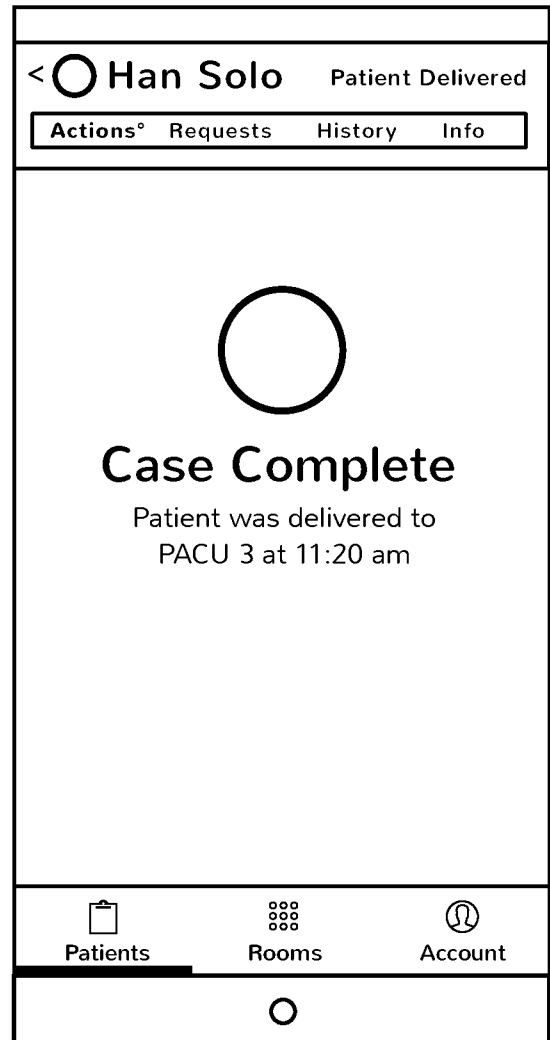 < Han Solo Patient Delivered
Actions° Requests History Info
Case Complete
Patient was delivered to
PACU 3 at 11:20 am
Patients Rooms Account